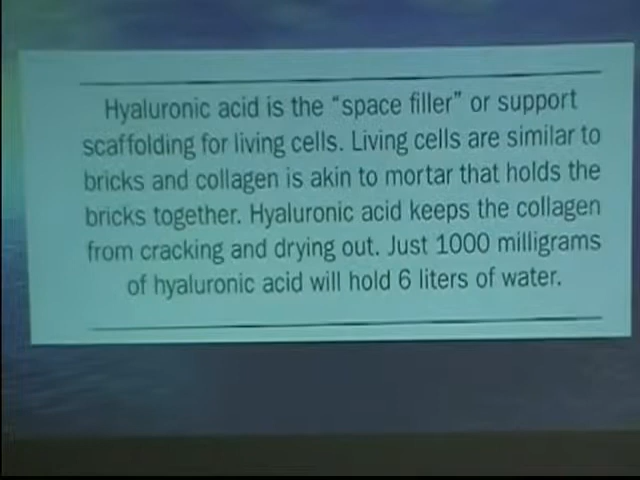 Hyaluronic acid is the “space filler” or support
scaffolding for living cells. Living cells are similar to
bricks and collagen is akin to mortar that holds the
bricks together. Hyaluronic acid keeps the collagen
from cracking and drying out. Just 1000 milligrams
of hyaluronic acid will hold 6 liters of water.